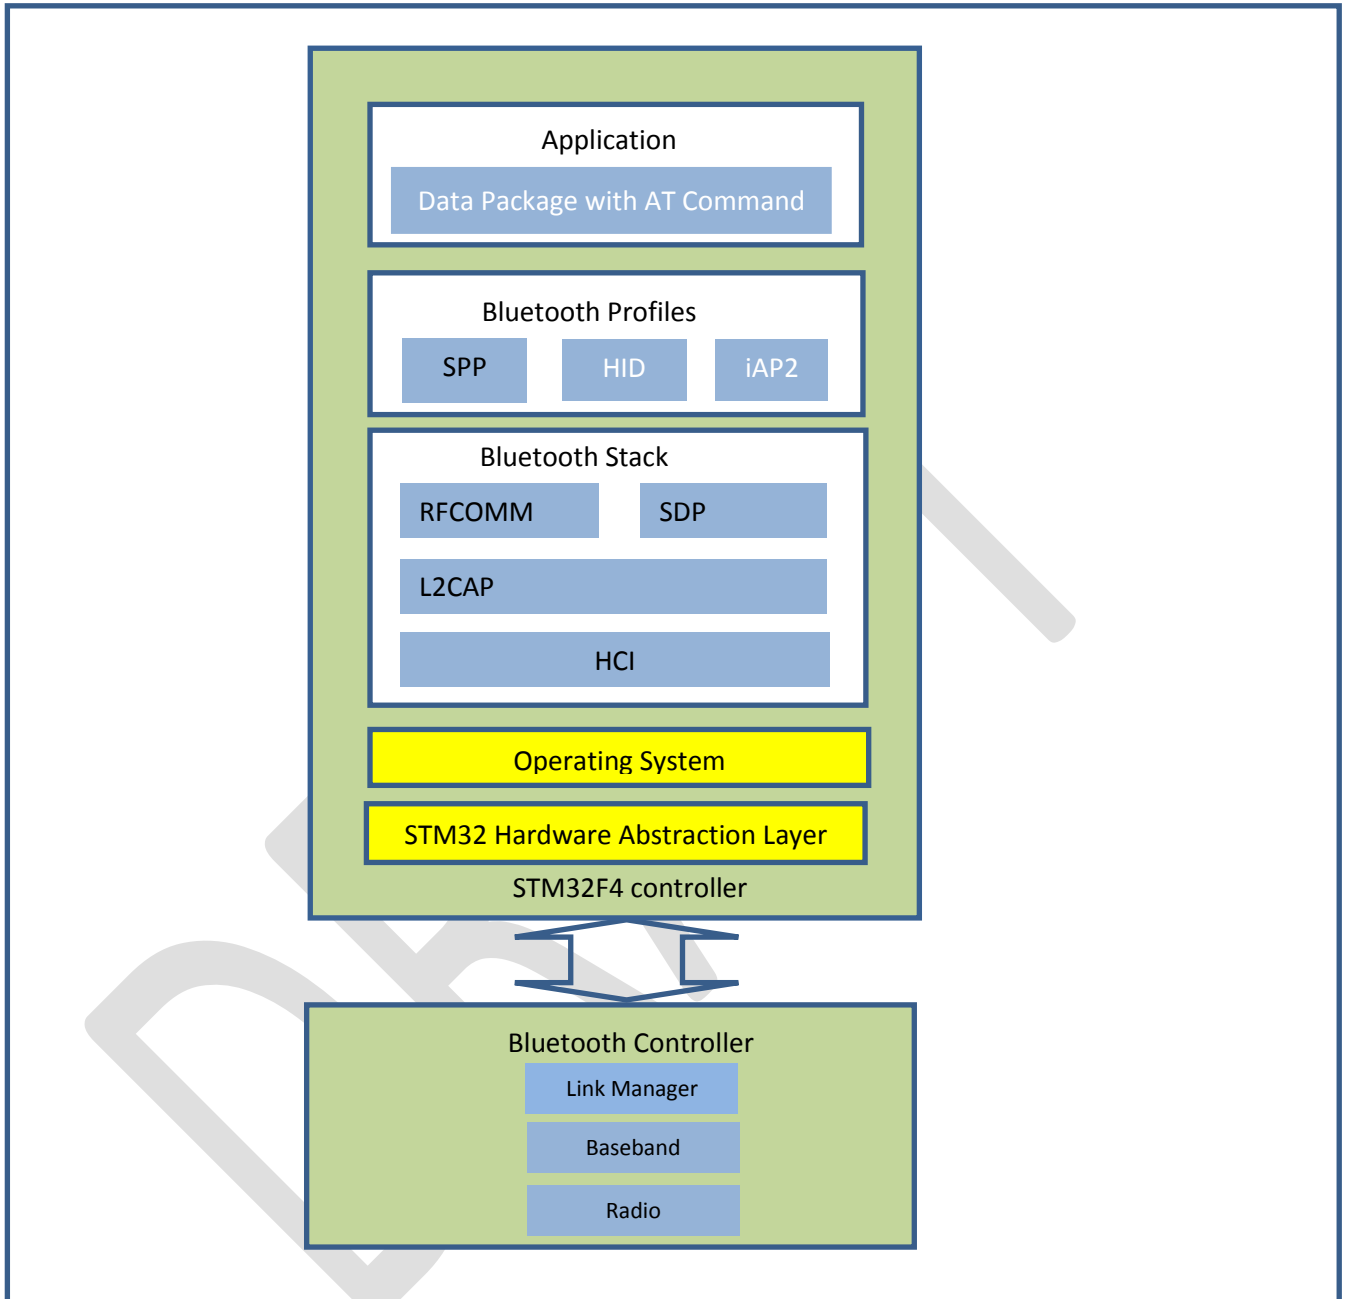 Application
Data Package with AT Command
Bluetooth Profiles
SPP HID iAP2
Bluetooth Stack
RFCOMM SDP
L2CAP
HCI
Operating System
STM32 Hardware Abstraction Layer
STM32F4 controller
Bluetooth Controller
Link Manager
Baseband
Radio